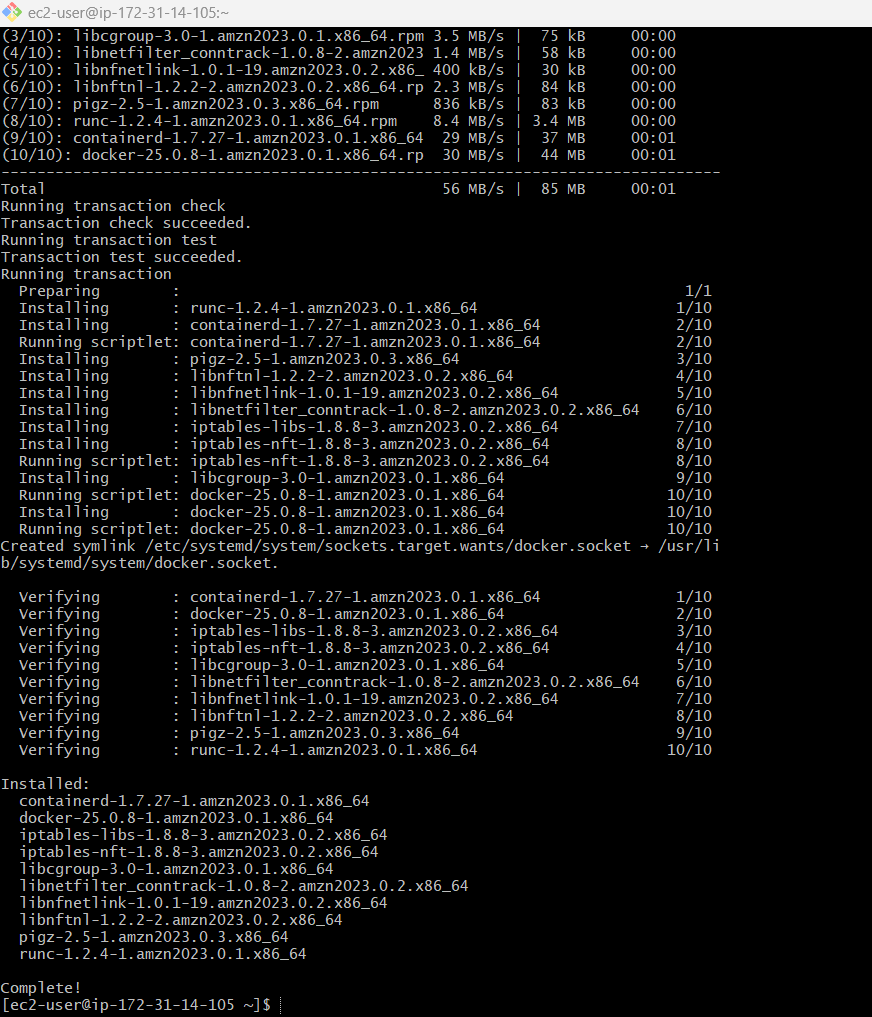 ec2-user@ip-172-31-14-105:~
(3/10): libcgroup-3.0-1.amzn2023.0.1.x86_64.rpm 3.5 MB/s |  75 kB     00:00
(4/10): libnetfilter_conntrack-1.0.8-2.amzn2023 1.4 MB/s |  58 kB     00:00
(5/10): libnfnetlink-1.0.1-19.amzn2023.0.2.x86_ 400 kB/s |  30 kB     00:00
(6/10): libnftnl-1.2.2-2.amzn2023.0.2.x86_64.rp 2.3 MB/s |  84 kB     00:00
(7/10): pigz-2.5-1.amzn2023.0.3.x86_64.rpm      836 kB/s |  83 kB     00:00
(8/10): runc-1.2.4-1.amzn2023.0.1.x86_64.rpm    8.4 MB/s | 3.4 MB     00:00
(9/10): containerd-1.7.27-1.amzn2023.0.1.x86_64  29 MB/s |  37 MB     00:01
(10/10): docker-25.0.8-1.amzn2023.0.1.x86_64.rp  30 MB/s |  44 MB     00:01
--------------------------------------------------------------------------------
Total                                            56 MB/s |  85 MB     00:01
Running transaction check
Transaction check succeeded.
Running transaction test
Transaction test succeeded.
Running transaction
  Preparing        :                                                        1/1
  Installing       : runc-1.2.4-1.amzn2023.0.1.x86_64                      1/10
  Installing       : containerd-1.7.27-1.amzn2023.0.1.x86_64               2/10
  Running scriptlet: containerd-1.7.27-1.amzn2023.0.1.x86_64               2/10
  Installing       : pigz-2.5-1.amzn2023.0.3.x86_64                        3/10
  Installing       : libnftnl-1.2.2-2.amzn2023.0.2.x86_64                  4/10
  Installing       : libnfnetlink-1.0.1-19.amzn2023.0.2.x86_64             5/10
  Installing       : libnetfilter_conntrack-1.0.8-2.amzn2023.0.2.x86_64    6/10
  Installing       : iptables-libs-1.8.8-3.amzn2023.0.2.x86_64             7/10
  Installing       : iptables-nft-1.8.8-3.amzn2023.0.2.x86_64              8/10
  Running scriptlet: iptables-nft-1.8.8-3.amzn2023.0.2.x86_64              8/10
  Installing       : libcgroup-3.0-1.amzn2023.0.1.x86_64                   9/10
  Running scriptlet: docker-25.0.8-1.amzn2023.0.1.x86_64                  10/10
  Installing       : docker-25.0.8-1.amzn2023.0.1.x86_64                  10/10
  Running scriptlet: docker-25.0.8-1.amzn2023.0.1.x86_64                  10/10
Created symlink /etc/systemd/system/sockets.target.wants/docker.socket → /usr/li
b/systemd/system/docker.socket.
  Verifying        : containerd-1.7.27-1.amzn2023.0.1.x86_64               1/10
  Verifying        : docker-25.0.8-1.amzn2023.0.1.x86_64                   2/10
  Verifying        : iptables-libs-1.8.8-3.amzn2023.0.2.x86_64             3/10
  Verifying        : iptables-nft-1.8.8-3.amzn2023.0.2.x86_64              4/10
  Verifying        : libcgroup-3.0-1.amzn2023.0.1.x86_64                   5/10
  Verifying        : libnetfilter_conntrack-1.0.8-2.amzn2023.0.2.x86_64    6/10
  Verifying        : libnfnetlink-1.0.1-19.amzn2023.0.2.x86_64             7/10
  Verifying        : libnftnl-1.2.2-2.amzn2023.0.2.x86_64                  8/10
  Verifying        : pigz-2.5-1.amzn2023.0.3.x86_64                        9/10
  Verifying        : runc-1.2.4-1.amzn2023.0.1.x86_64                     10/10
Installed:
  containerd-1.7.27-1.amzn2023.0.1.x86_64
  docker-25.0.8-1.amzn2023.0.1.x86_64
  iptables-libs-1.8.8-3.amzn2023.0.2.x86_64
  iptables-nft-1.8.8-3.amzn2023.0.2.x86_64
  libcgroup-3.0-1.amzn2023.0.1.x86_64
  libnetfilter_conntrack-1.0.8-2.amzn2023.0.2.x86_64
  libnfnetlink-1.0.1-19.amzn2023.0.2.x86_64
  libnftnl-1.2.2-2.amzn2023.0.2.x86_64
  pigz-2.5-1.amzn2023.0.3.x86_64
  runc-1.2.4-1.amzn2023.0.1.x86_64
Complete!
[ec2-user@ip-172-31-14-105 ~]$